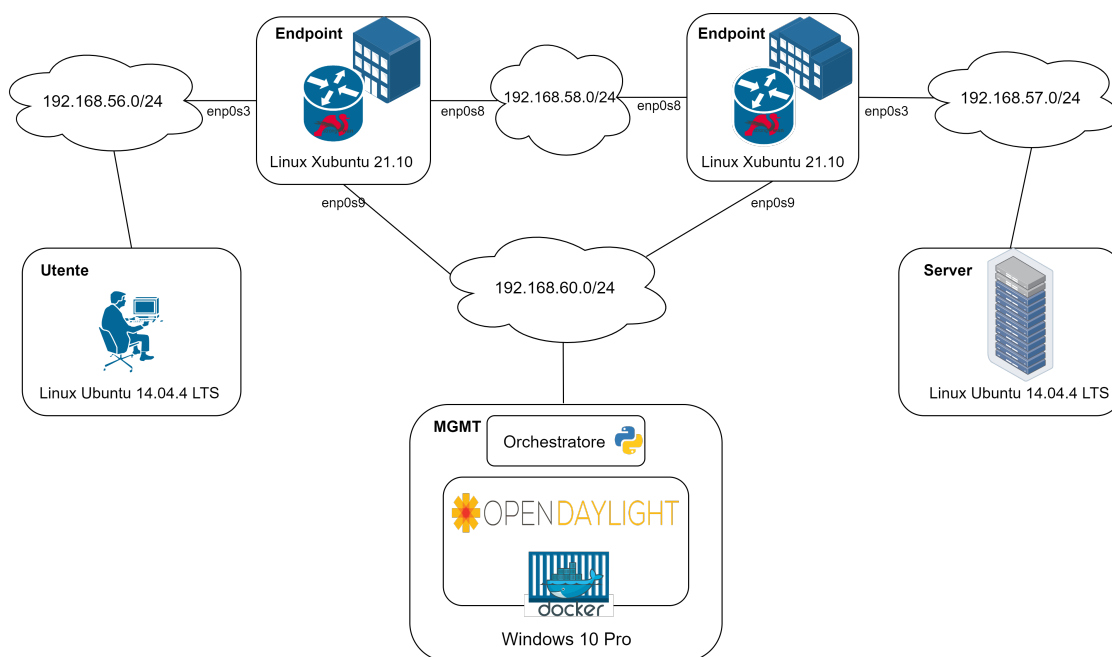 Endpoint
Endpoint
192.168.56.0/24
enp0s3
enp0s8
192.168.58.0/24
enp0s8
enp0s3
192.168.57.0/24
Linux Xubuntu 21.10
Linux Xubuntu 21.10
enp0s9
enp0s9
Utente
Linux Ubuntu 14.04.4 LTS
192.168.60.0/24
Server
Linux Ubuntu 14.04.4 LTS
MGMT
Orchestratore
OPENDAYLIGHT
docker
Windows 10 Pro